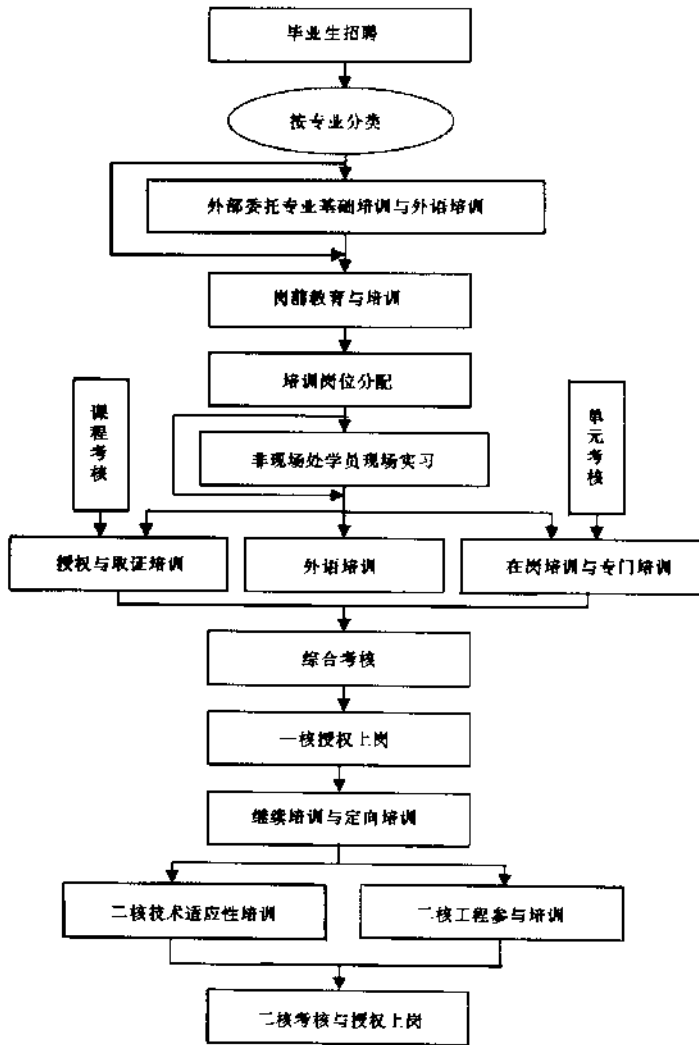 毕业生招聘
按专业分类
外部委托专业基础培训与外语培训
岗前教育与培训
培训岗位分配
课程考核
单元考核
非现场处学员现场实习
授权与取证培训
外语培训
在岗培训与专门培训
综合考核
一核授权上岗
继续培训与定向培训
二核技术适应性培训
二核工程参与培训
二核考核与授权上岗